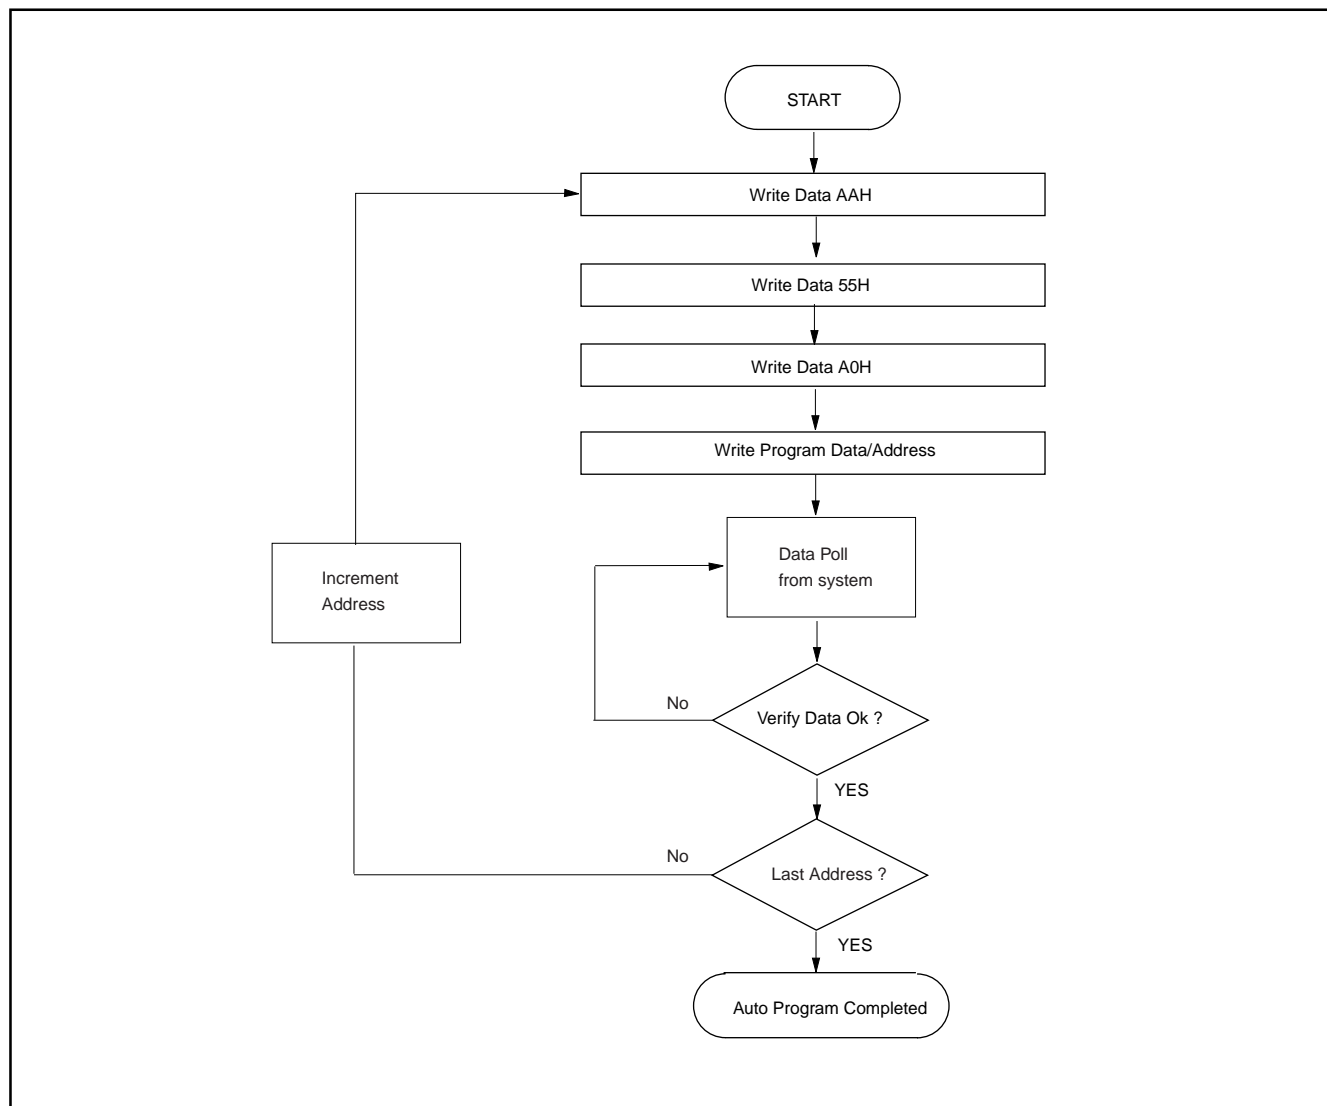 START
Write Data AAH
Write Data 55H
Write Data A0H
Write Program Data/Address
Data Poll
from system
Increment
Address
No
Verify Data Ok ?
YES
No
Last Address ?
YES
Auto Program Completed